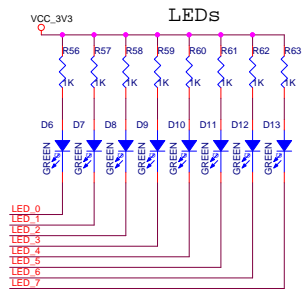 LEDs
VCC_3V3
R56 R57 R58 R59 R60 R61 R62 R63
1K 1K 1K 1K 1K 1K 1K 1K
D6 D7 D8 D9 D10 D11 D12 D13
GREEN GREEN GREEN GREEN GREEN GREEN GREEN GREEN
LED_0
LED_1
LED_2
LED_3
LED_4
LED_5
LED_6
LED_7